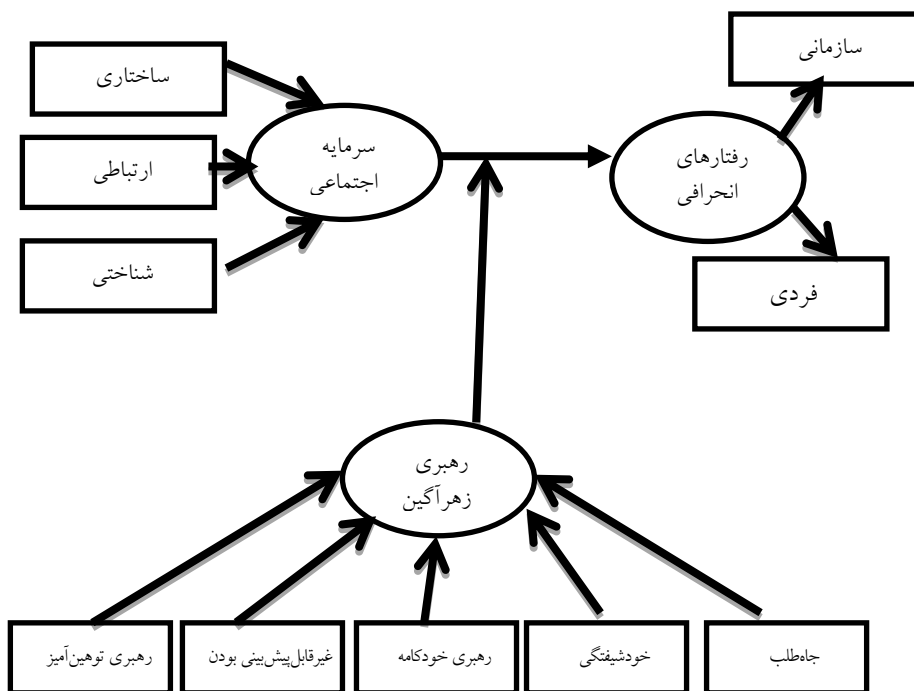 سازمانی
ساختاری
سرمایه
اجتماعی
رفتارهای
انحرافی
ارتباطی
شناختی
فردی
رهبری
زهرآگین
جاه‌طلب
خودشیفتگی
رهبری خودکامه
غیرقابل‌پیش‌بینی بودن
رهبری توهین‌آمیز